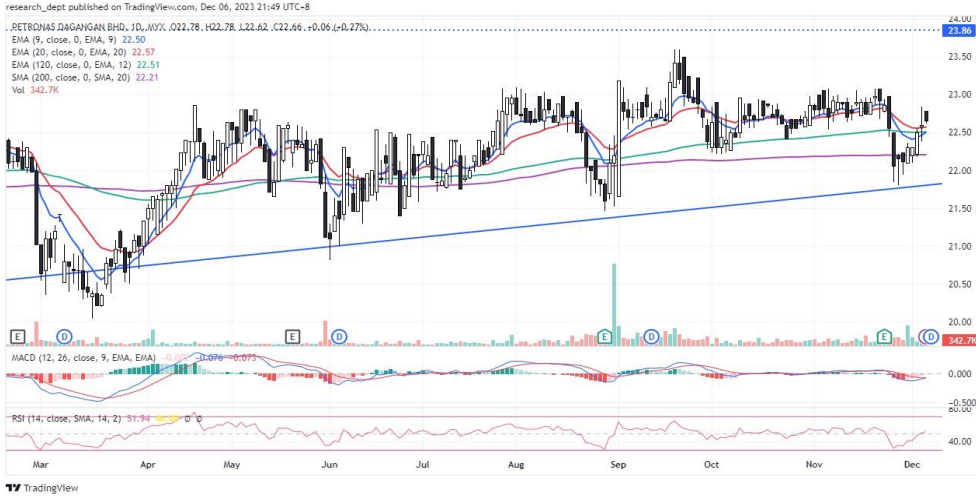 research_dept published on TradingView.com, Dec 06, 2023 21:49 UTC+8
PETRONAS DAGANGAN BHD, 1D, MYX O22.78 H22.78 L22.62 C22.66 +0.06 (+0.27%)
EMA (9, close, 0, EMA, 9) 22.50
EMA (20, close, 0, EMA, 20) 22.57
EMA (120, close, 0, EMA, 12) 22.51
SMA (200, close, 0, SMA, 20) 22.21
Vol 342.7K
24.00
23.86
23.50
23.00
22.50
22.00
21.50
21.00
20.50
20.00
342.7K
T
E D E D E D E D
MACD (12, 26, close, 9, EMA, EMA) -0.076 -0.073
0.000
-0.500
RSI (14, close, SMA, 14, 2) 51.94 Ø Ø
80.00
40.00
Mar Apr May Jun Jul Aug Sep Oct Nov Dec
TradingView